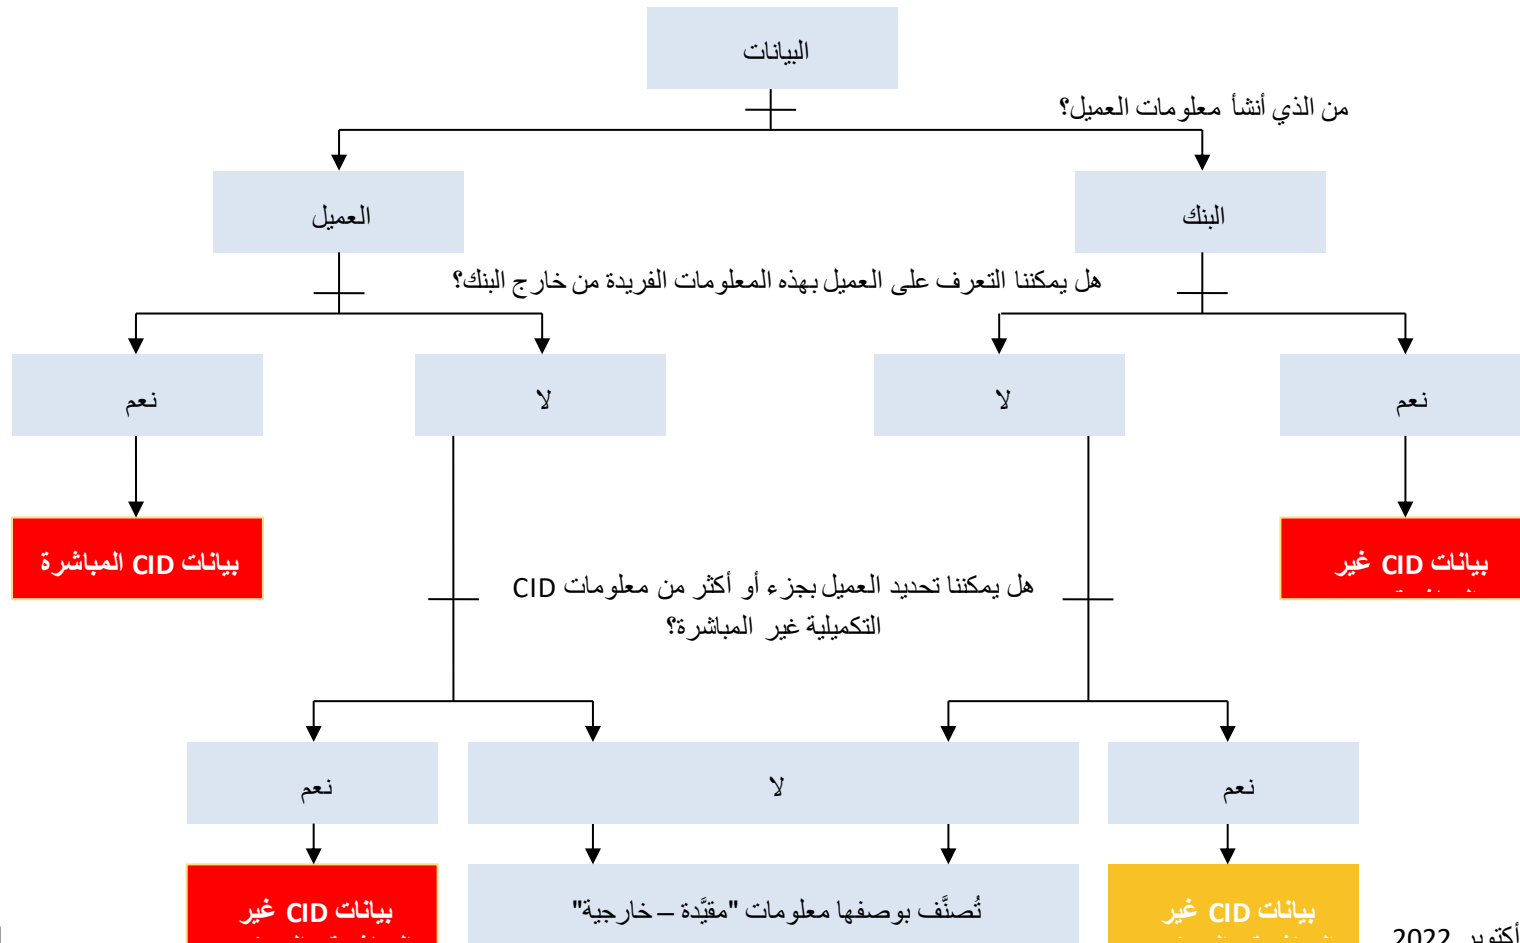 البيانات
من الذي أنشأ معلومات العميل؟
البنك
العميل
هل يمكننا التعرف على العميل بهذه المعلومات الفريدة من خارج البنك؟
نعم
لا
لا
نعم
بيانات CID غير
بيانات CID المباشرة
هل يمكننا تحديد العميل بجزء أو أكثر من معلومات CID
التكميلية غير المباشرة؟
نعم
لا
نعم
بيانات CID غير
تُصنَّف بوصفها معلومات "مقيَّدة – خارجية"
بيانات CID غير
أكتوبر 2022